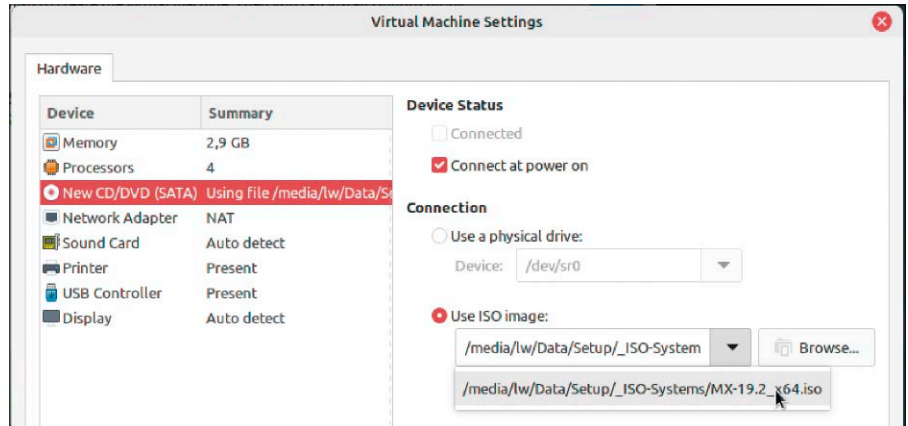 Virtual Machine Settings
Hardware
Device Summary
Memory 2,9 GB
Processors 4
New CD/DVD (SATA) Using file /media/lw/Data/Se
Network Adapter NAT
Sound Card Auto detect
Printer Present
USB Controller Present
Display Auto detect
Device Status
Connected
Connect at power on
Connection
Use a physical drive:
Device: /dev/sr0
Use ISO image:
/media/lw/Data/Setup/_ISO-System Browse...
/media/lw/Data/Setup/_ISO-Systems/MX-19.2_x64.iso